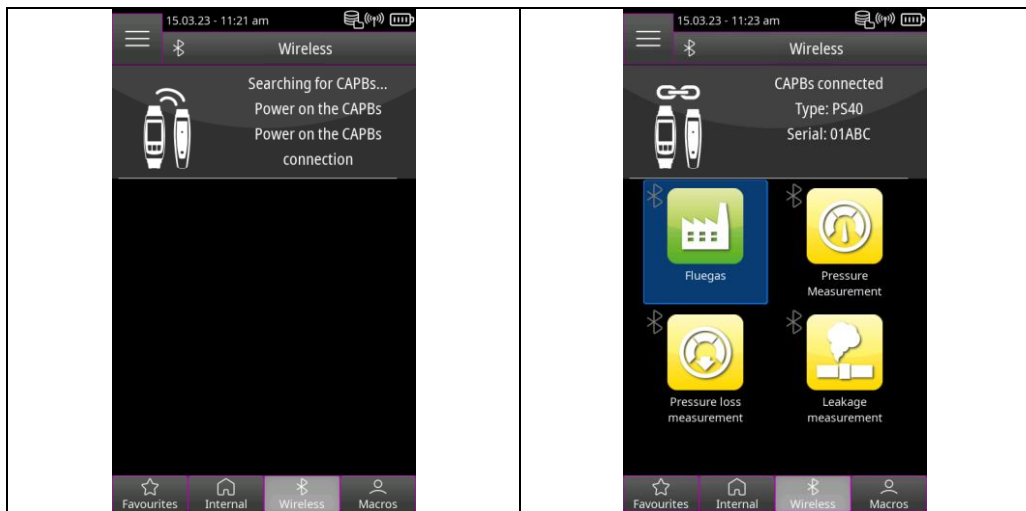 15.03.23 - 11:21 am
Wireless
Searching for CAPBs...
Power on the CAPBs
Power on the CAPBs
connection
Favourites
Internal
Wireless
Macros
15.03.23 - 11:23 am
Wireless
CAPBs connected
Type: PS40
Serial: 01ABC
Fluegas
Pressure
Measurement
Pressure loss
measurement
Leakage
measurement
Favourites
Internal
Wireless
Macros